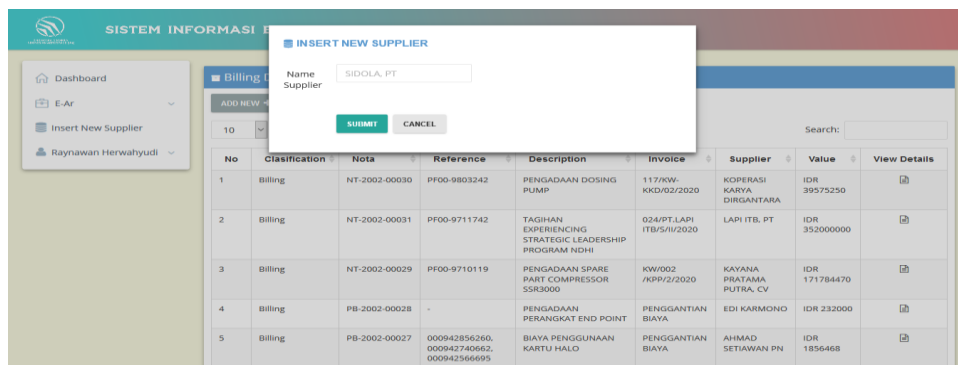 SISTEM INFORMASI
INSERT NEW SUPPLIER
Name Supplier
SIDOLA, PT
SUBMIT
CANCEL
Dashboard
E-Ar
Insert New Supplier
Raynawan Herwahyudi
Billing
ADD NEW
10
Search:
No Clasification Nota Reference Description Invoice Supplier Value View Details
1 Billing NT-2002-00030 PF00-9803242 PENGADAAN DOSING PUMP 117/KW-KKD/02/2020 KOPERASI KARYA DIRGANTARA IDR 39575250
2 Billing NT-2002-00031 PF00-9711742 TAGIHAN EXPERIENCING STRATEGIC LEADERSHIP PROGRAM NDHI 024/PT.LAPI ITB/S/II/2020 LAPI ITB, PT IDR 352000000
3 Billing NT-2002-00029 PF00-9710119 PENGADAAN SPARE PART COMPRESSOR SSR3000 KW/002 /KPP/2/2020 KAYANA PRATAMA PUTRA, CV IDR 171784470
4 Billing PB-2002-00028 - PENGADAAN PERANGKAT END POINT PENGGANTIAN BIAYA EDI KARMONO IDR 232000
5 Billing PB-2002-00027 000942856260, 000942740662, 000942566695 BIAYA PENGGUNAAN KARTU HALO PENGGANTIAN BIAYA AHMAD SETIAWAN PN IDR 1856468